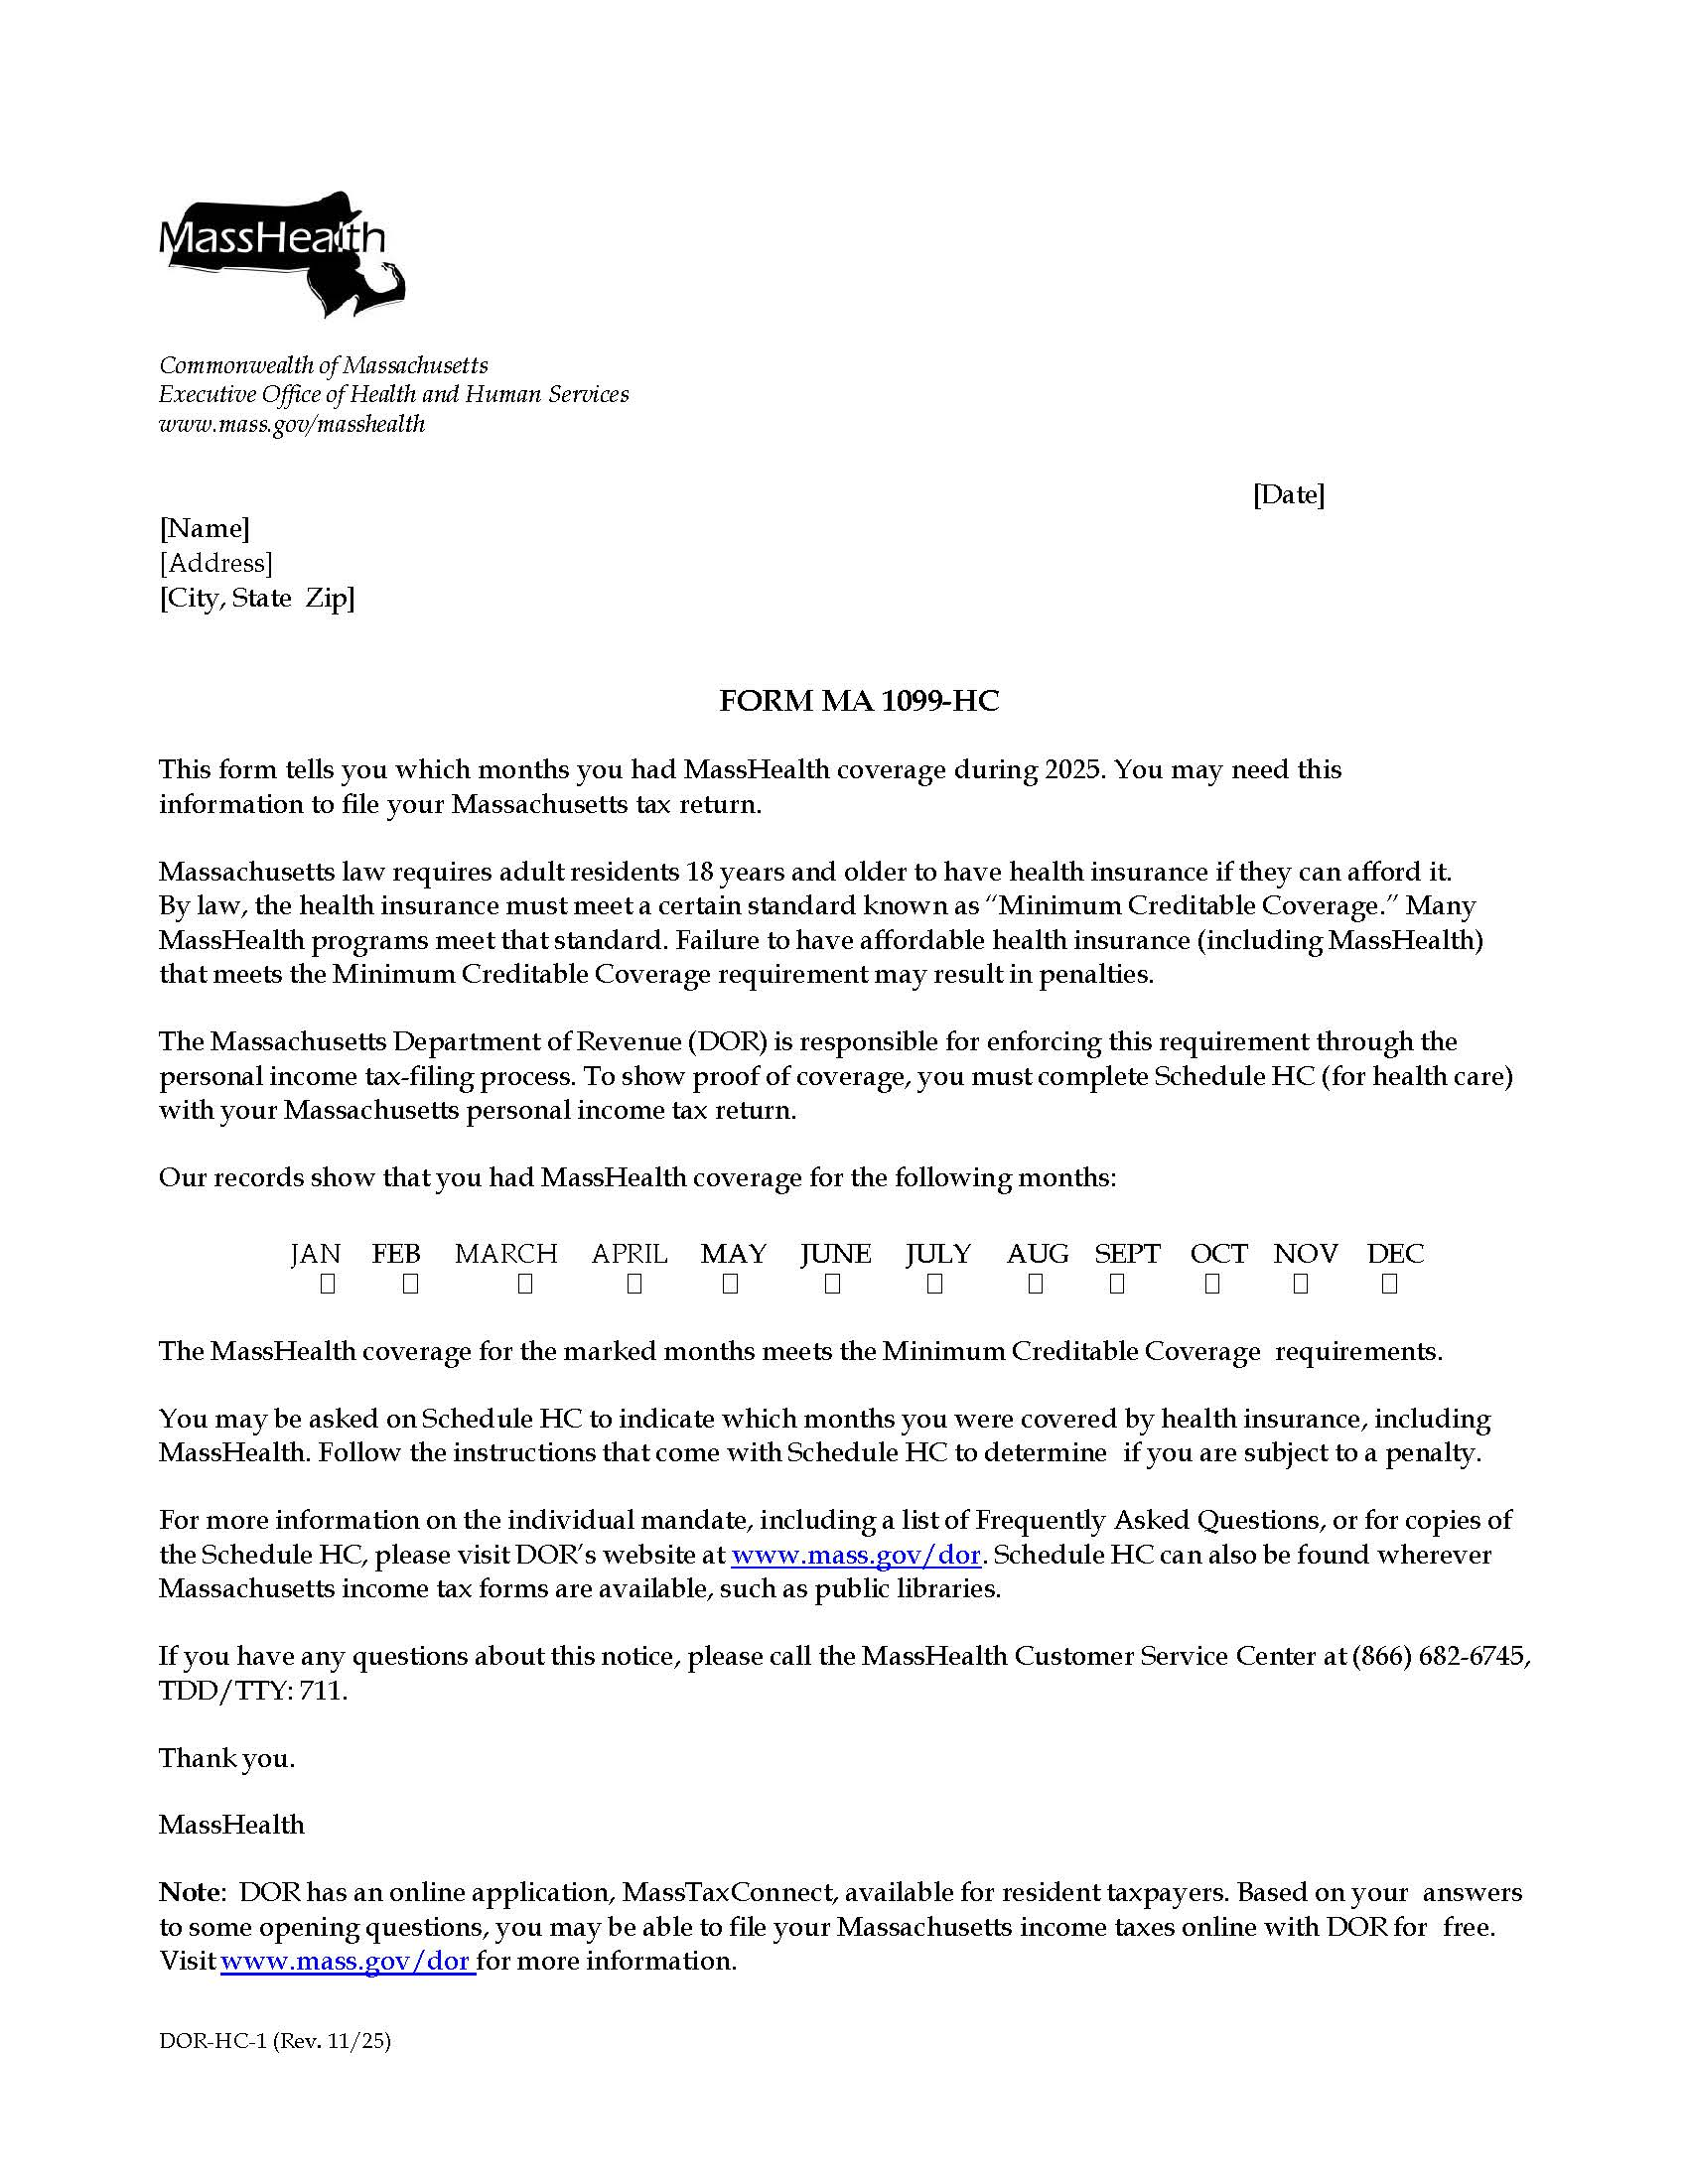 MassHealth
Commonwealth of Massachusetts
Executive Office of Health and Human Services
www.mass.gov/masshealth
[Date]
[Name]
[Address]
[City, State  Zip]
FORM MA 1099-HC
This form tells you which months you had MassHealth coverage during 2025. You may need this
information to file your Massachusetts tax return.
Massachusetts law requires adult residents 18 years and older to have health insurance if they can afford it.
By law, the health insurance must meet a certain standard known as “Minimum Creditable Coverage.” Many
MassHealth programs meet that standard. Failure to have affordable health insurance (including MassHealth)
that meets the Minimum Creditable Coverage requirement may result in penalties.
The Massachusetts Department of Revenue (DOR) is responsible for enforcing this requirement through the
personal income tax-filing process. To show proof of coverage, you must complete Schedule HC (for health care)
with your Massachusetts personal income tax return.
Our records show that you had MassHealth coverage for the following months:
JAN FEB MARCH APRIL MAY JUNE JULY AUG SEPT OCT NOV DEC
The MassHealth coverage for the marked months meets the Minimum Creditable Coverage  requirements.
You may be asked on Schedule HC to indicate which months you were covered by health insurance, including
MassHealth. Follow the instructions that come with Schedule HC to determine  if you are subject to a penalty.
For more information on the individual mandate, including a list of Frequently Asked Questions, or for copies of
the Schedule HC, please visit DOR’s website at www.mass.gov/dor. Schedule HC can also be found wherever
Massachusetts income tax forms are available, such as public libraries.
If you have any questions about this notice, please call the MassHealth Customer Service Center at (866) 682-6745,
TDD/TTY: 711.
Thank you.
MassHealth
Note:  DOR has an online application, MassTaxConnect, available for resident taxpayers. Based on your  answers
to some opening questions, you may be able to file your Massachusetts income taxes online with DOR for  free.
Visit www.mass.gov/dor for more information.
DOR-HC-1 (Rev. 11/25)